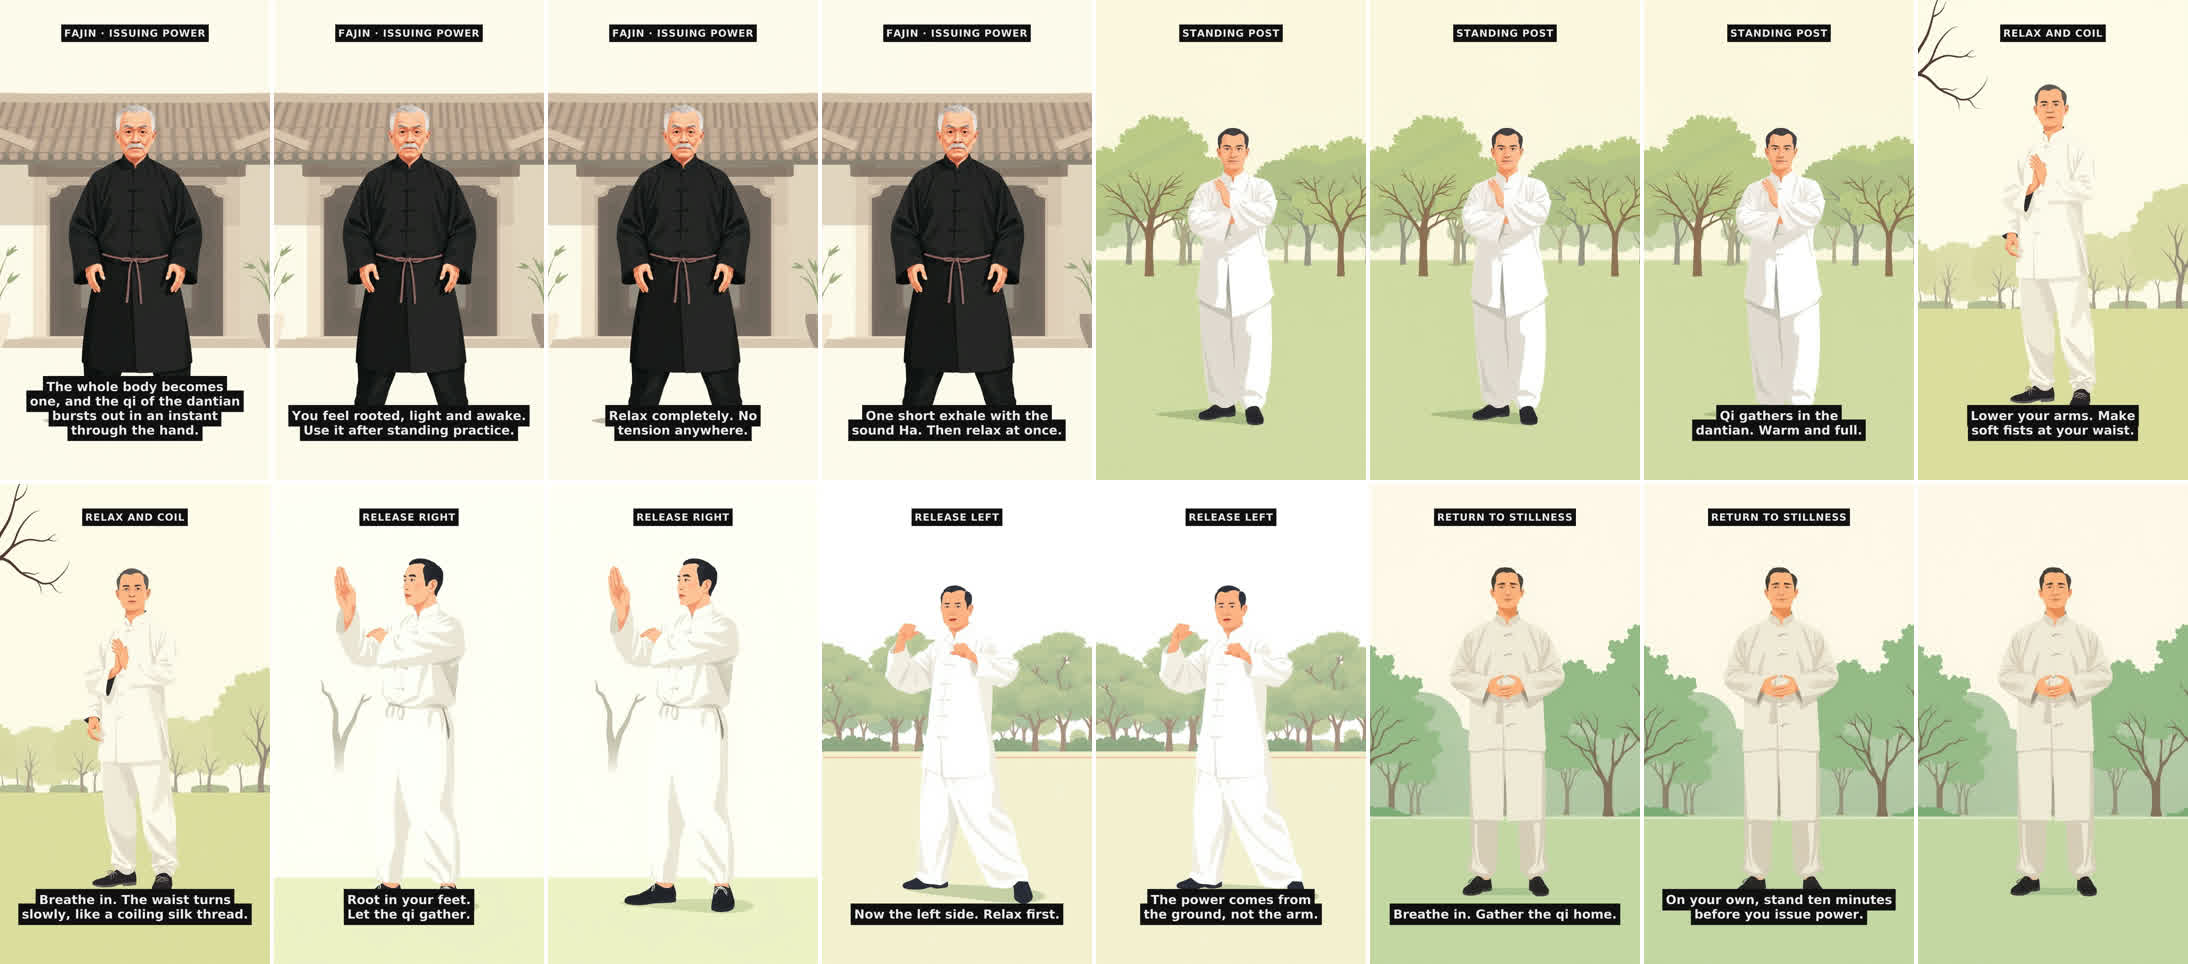 FAJIN · ISSUING POWER
The whole body becomes
one, and the qi of the dantian
bursts out in an instant
through the hand.
FAJIN · ISSUING POWER
You feel rooted, light and awake.
Use it after standing practice.
FAJIN · ISSUING POWER
Relax completely. No
tension anywhere.
FAJIN · ISSUING POWER
One short exhale with the
sound Ha. Then relax at once.
STANDING POST
STANDING POST
STANDING POST
Qi gathers in the
dantian. Warm and full.
RELAX AND COIL
Lower your arms. Make
soft fists at your waist.
RELAX AND COIL
Breathe in. The waist turns
slowly, like a coiling silk thread.
RELEASE RIGHT
Root in your feet.
Let the qi gather.
RELEASE RIGHT
RELEASE LEFT
Now the left side. Relax first.
RELEASE LEFT
The power comes from
the ground, not the arm.
RETURN TO STILLNESS
Breathe in. Gather the qi home.
RETURN TO STILLNESS
On your own, stand ten minutes
before you issue power.